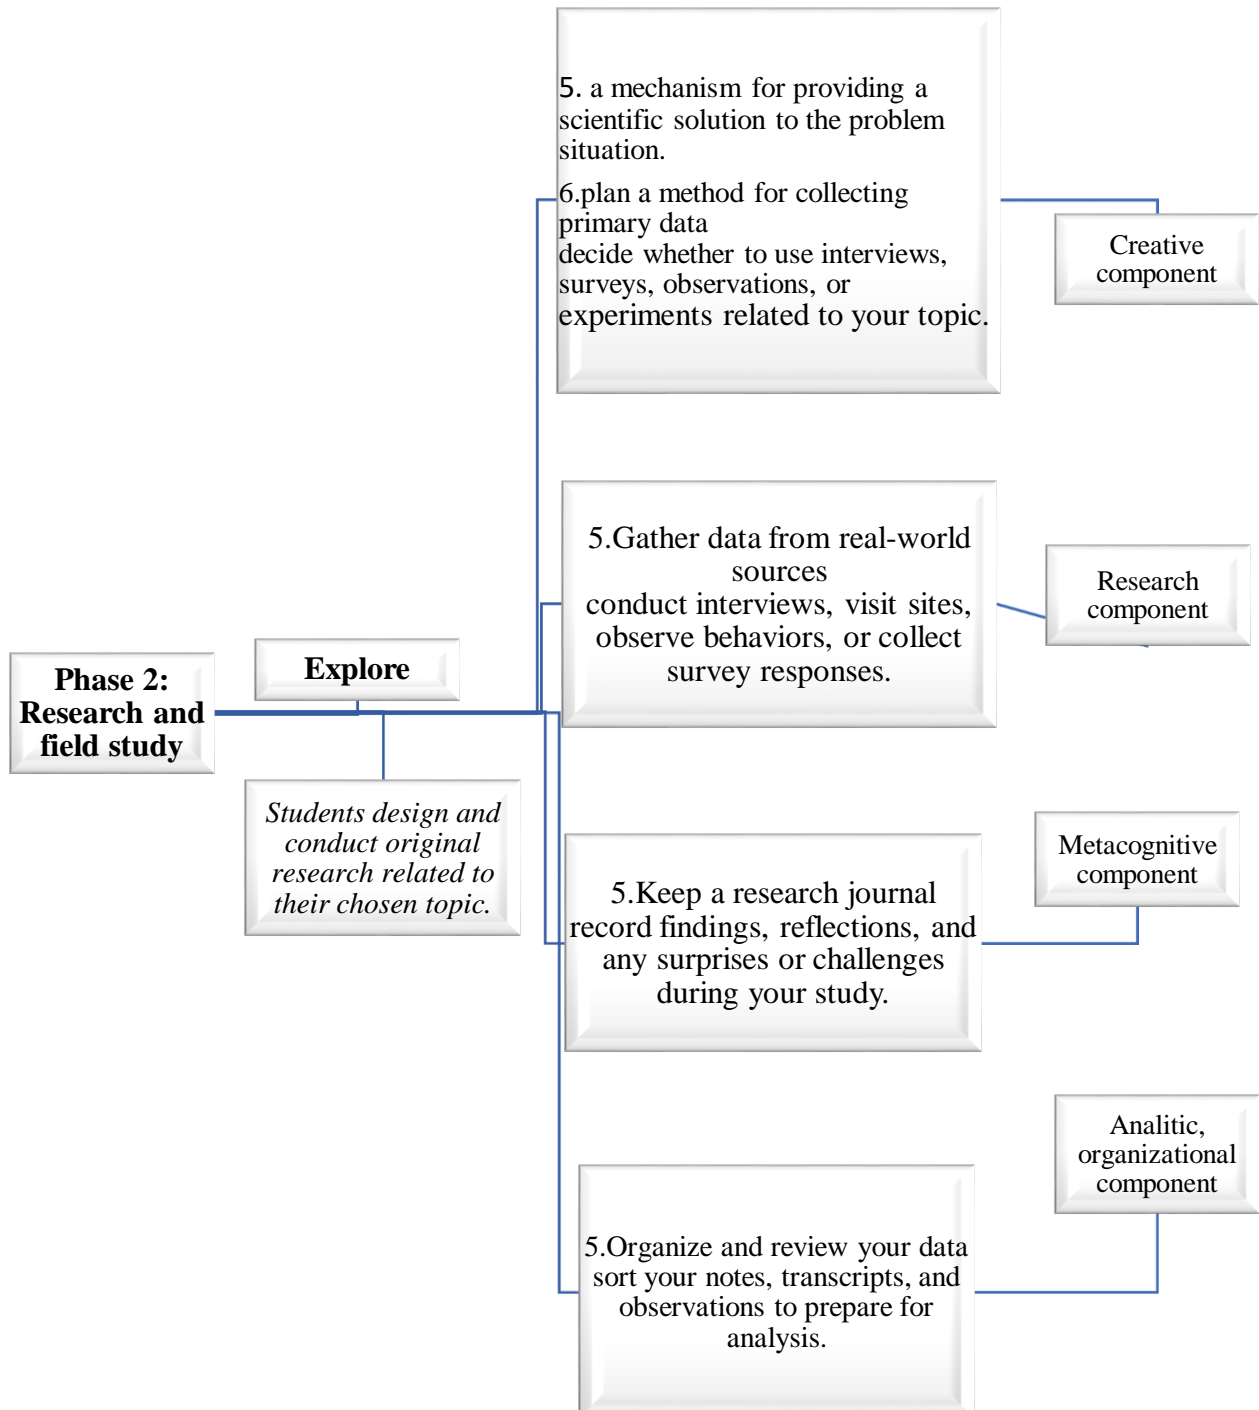 5. a mechanism for providing a
scientific solution to the problem
situation.
6.plan a method for collecting
primary data
decide whether to use interviews,
surveys, observations, or
experiments related to your topic.
Creative
component
5.Gather data from real-world
sources
conduct interviews, visit sites,
observe behaviors, or collect
survey responses.
Research
component
Phase 2:
Research and
field study
Explore
Students design and
conduct original
research related to
their chosen topic.
5.Keep a research journal
record findings, reflections, and
any surprises or challenges
during your study.
Metacognitive
component
5.Organize and review your data
sort your notes, transcripts, and
observations to prepare for
analysis.
Analitic,
organizational
component